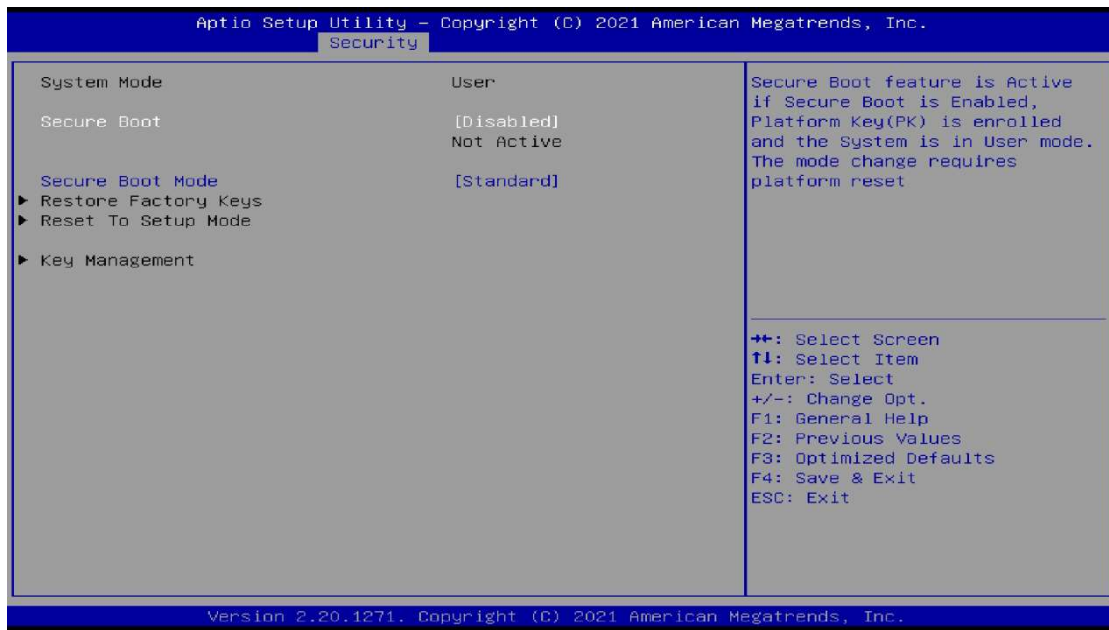 Aptio Setup Utility – Copyright (C) 2021 American Megatrends, Inc.
Security
System Mode User
Secure Boot [Disabled]
Not Active
Secure Boot Mode [Standard]
► Restore Factory Keys
► Reset To Setup Mode
► Key Management
Secure Boot feature is Active
if Secure Boot is Enabled,
Platform Key(PK) is enrolled
and the System is in User mode.
The mode change requires
platform reset
→←: Select Screen
↑↓: Select Item
Enter: Select
+/-: Change Opt.
F1: General Help
F2: Previous Values
F3: Optimized Defaults
F4: Save & Exit
ESC: Exit
Version 2.20.1271. Copyright (C) 2021 American Megatrends, Inc.